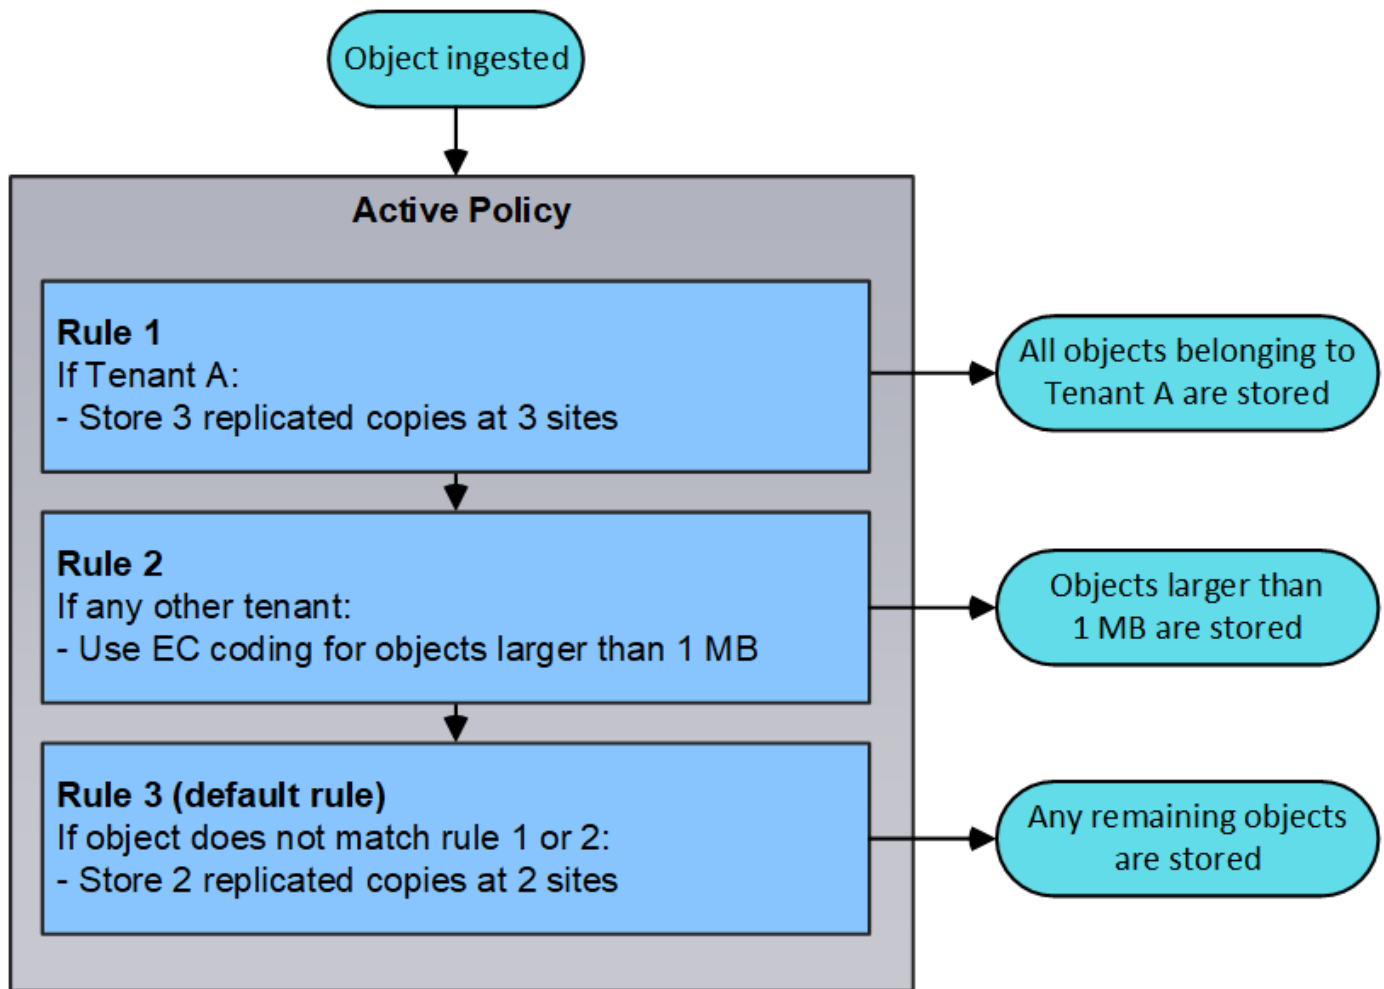 Object ingested
Active Policy
Rule 1
If Tenant A:
- Store 3 replicated copies at 3 sites
All objects belonging to
Tenant A are stored
Rule 2
If any other tenant:
- Use EC coding for objects larger than 1 MB
Objects larger than
1 MB are stored
Rule 3 (default rule)
If object does not match rule 1 or 2:
- Store 2 replicated copies at 2 sites
Any remaining objects
are stored